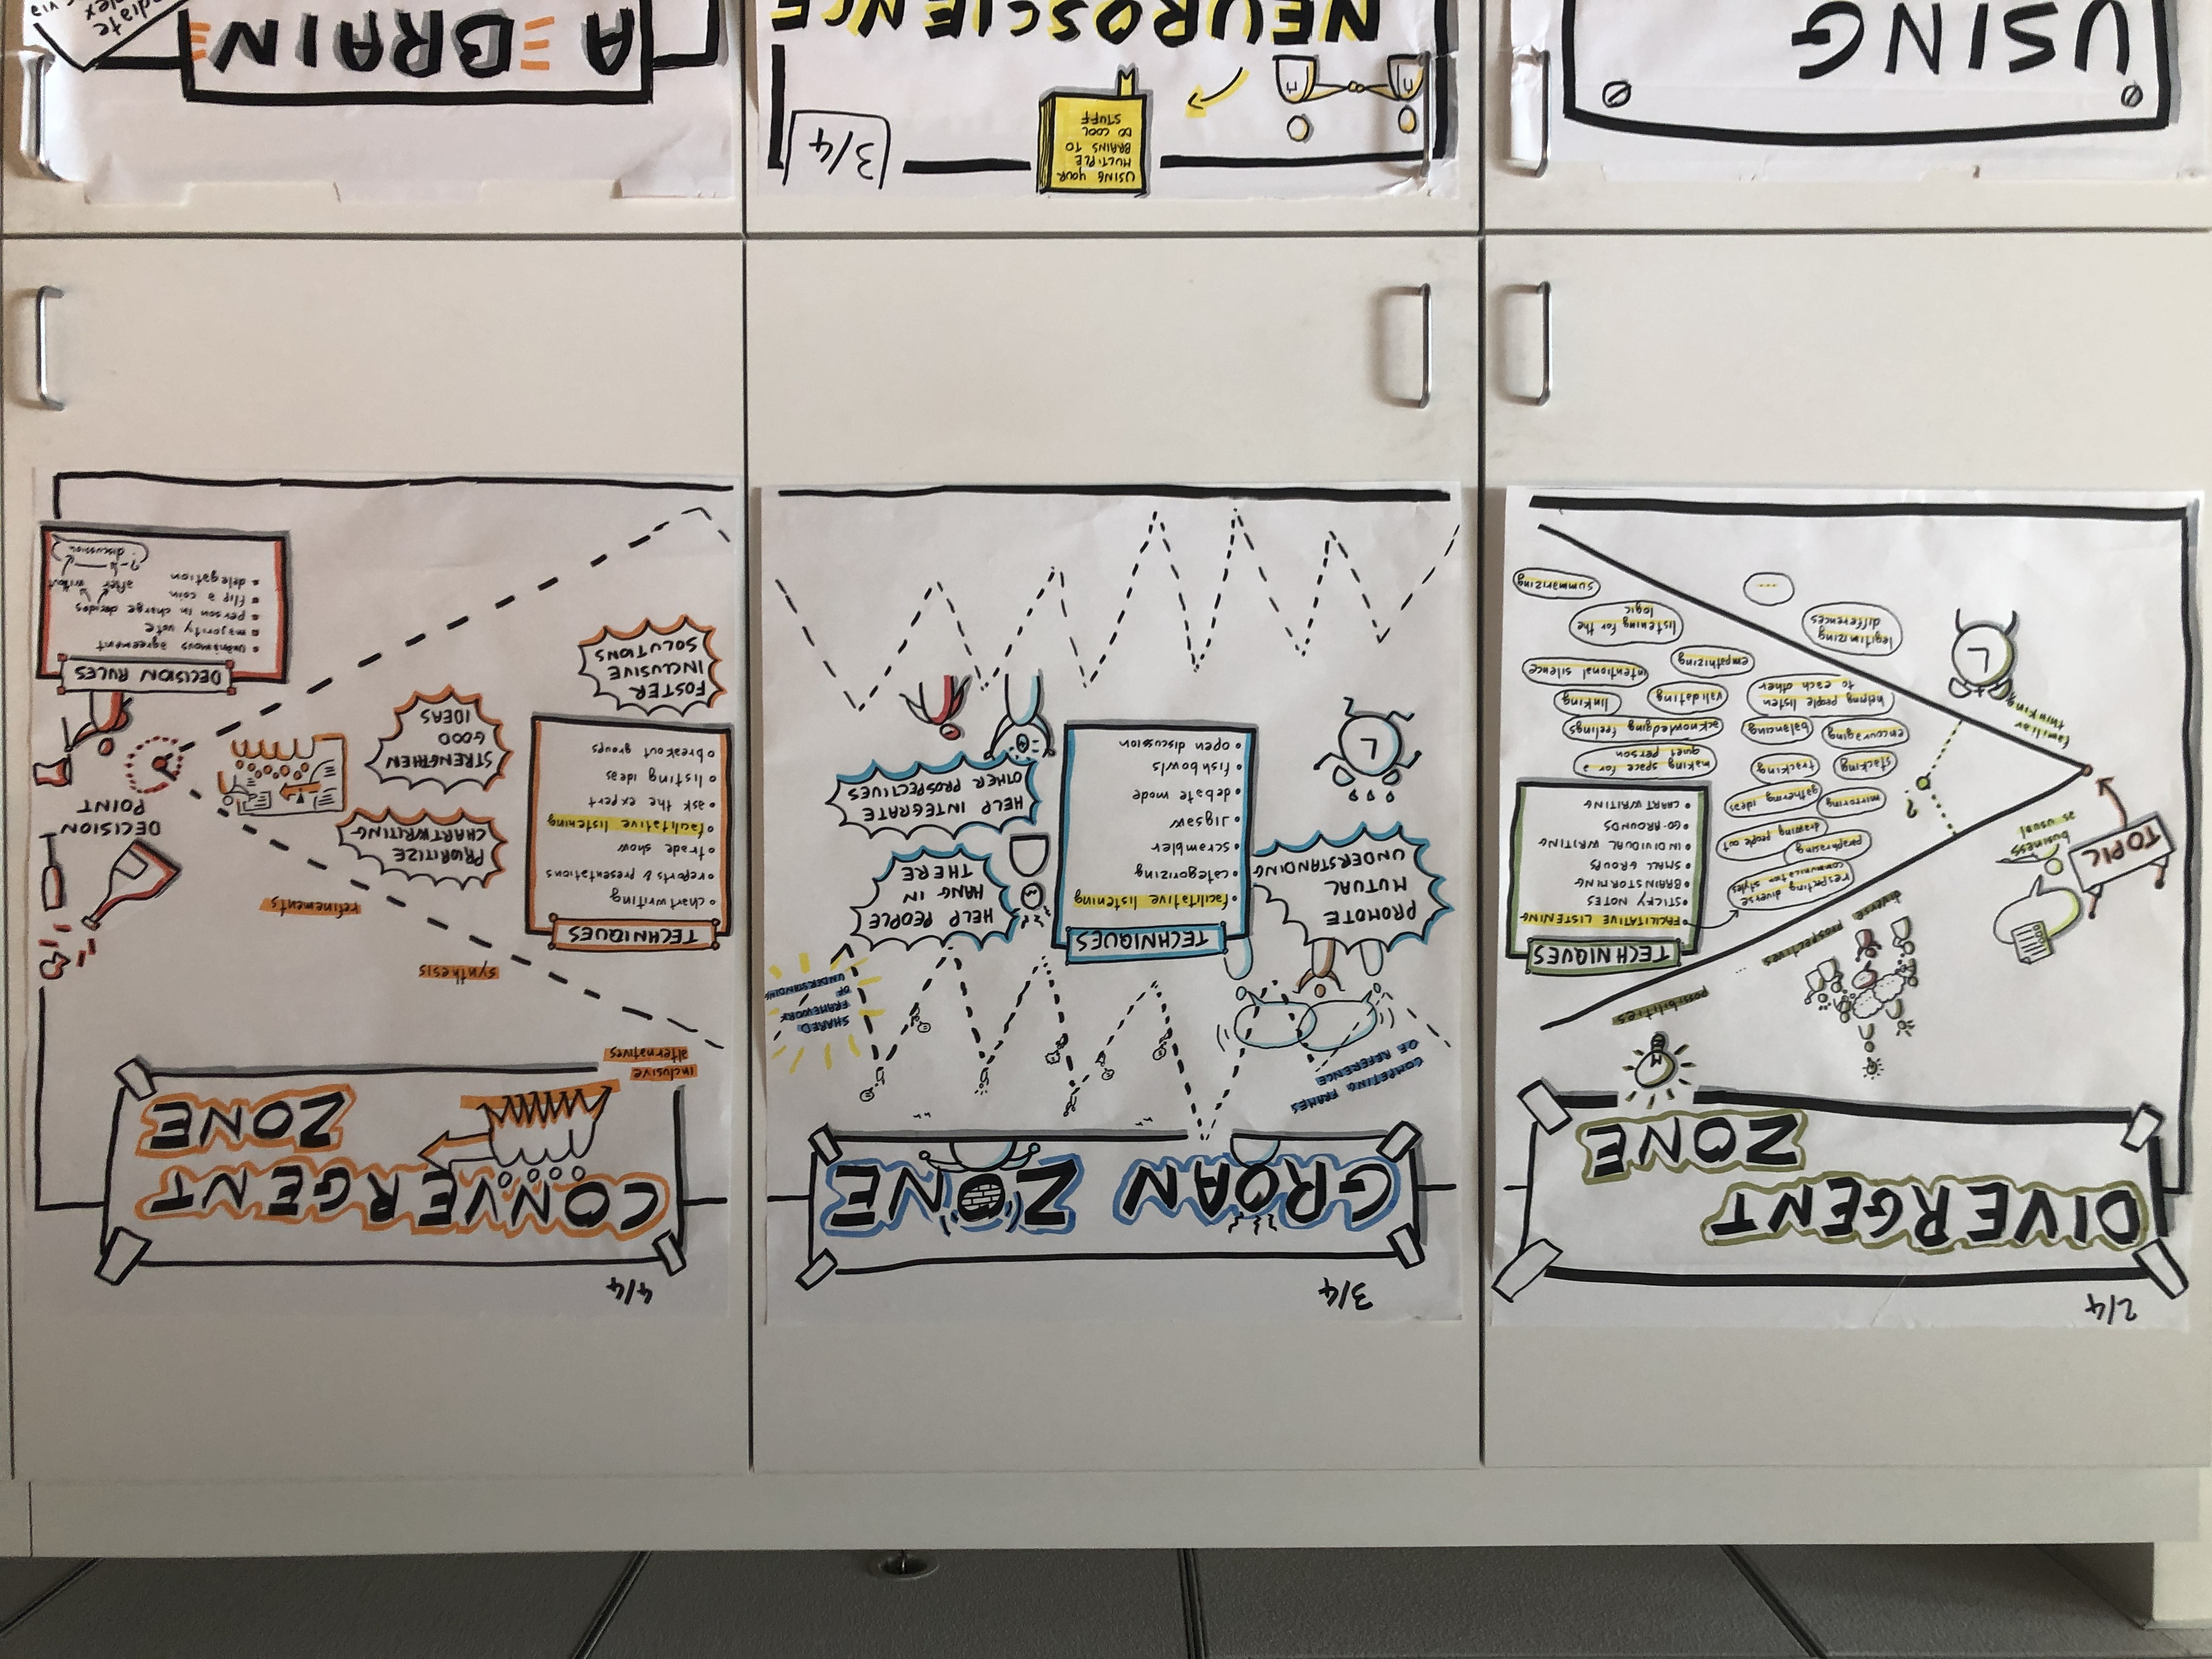 2/4
DIVERGENT
ZONE
possibilities
...
diverse prospectives
TOPIC
business
as usual
familiar
thinking
?
TECHNIQUES
• FACILITATIVE LISTENING
• STICKY NOTES
• BRAINSTORMING
• SMALL GROUPS
• INDIVIDUAL WRITING
• GO-AROUNDS
• CHART WRITING
respecting diverse
communication styles
paraphrasing
drawing people out
mirroring
gathering ideas
stacking
tracking
making space for a
quiet person
encouraging
balancing
acknowledging feelings
helping people listen
to each other
validating
linking
empathizing
intentional silence
legitimizing
differences
listening for the
logic
....
summarizing
3/4
GROAN ZONE
COMPETING FRAMES
OF REFERENCE
SHARED
FRAMEWORK
OF
UNDERSTANDING
PROMOTE
MUTUAL
UNDERSTANDING
TECHNIQUES
• facilitative listening
• categorizing
• scrambler
• Jigsaw
• debate mode
• fishbowls
• open discussion
HELP PEOPLE
HANG IN
THERE
HELP INTEGRATE
OTHER PROSPECTIVES
4/4
CONVERGENT
ZONE
inclusive
alternatives
synthesis
refinements
TECHNIQUES
• chartwriting
• reports & presentations
• trade show
• facilitative listening
• ask the expert
• listing ideas
• breakout groups
PRIORITIZE
CHARTWRITING
STRENGTHEN
GOOD
IDEAS
FOSTER
INCLUSIVE
SOLUTIONS
DECISION
POINT
DECISION RULES
• unanimous agreement
• majority vote
• person in charge decides
• flip a coin
• delegation
after without
?
discussion
USING
USING YOUR
MULTIPLE
BRAINS TO
DO COOL
STUFF
3/4
NEUROSCIENCE
A BRAIN
via